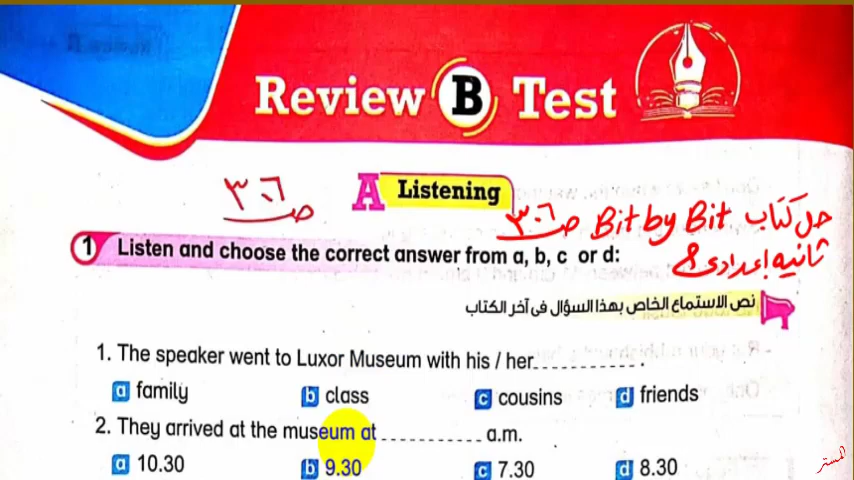 Review B Test
ص ٣٠٦
A Listening
حل كتاب Bit by Bit ص ٣٠٦
ثانيه إعدادى
1 Listen and choose the correct answer from a, b, c or d:
نص الاستماع الخاص بهذا السؤال فى آخر الكتاب
1. The speaker went to Luxor Museum with his / her ............ .
a family b class c cousins d friends
2. They arrived at the museum at ............ a.m.
a 10.30 b 9.30 c 7.30 d 8.30
المستر